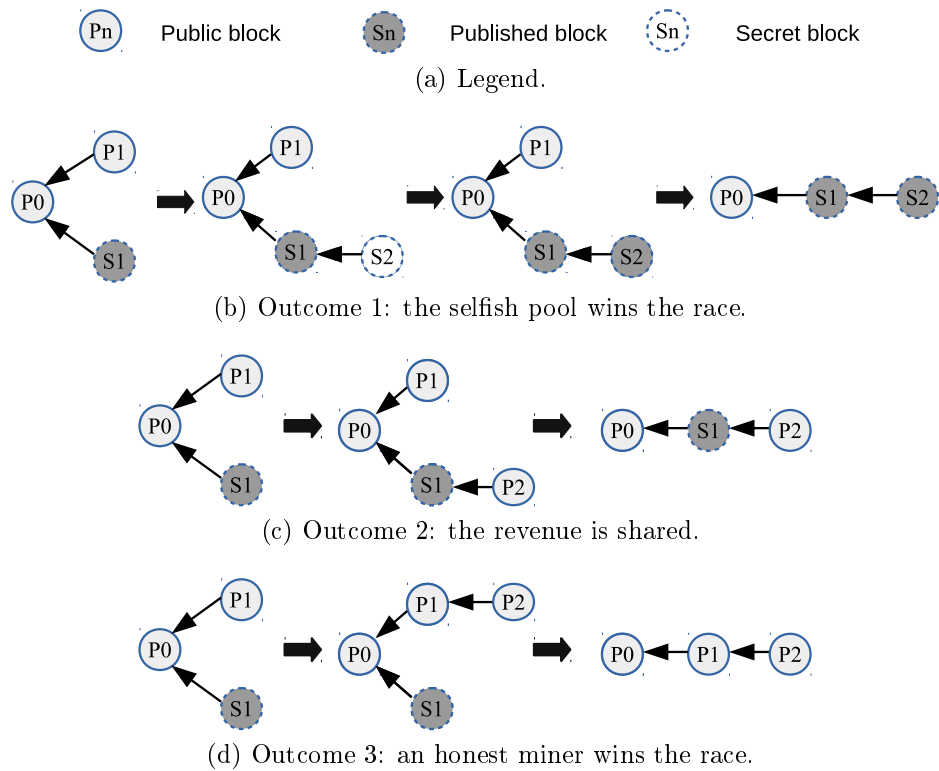 Pn Public block Sn Published block Sn Secret block
(a) Legend.
P1 P1 P1
P0 P0 P0 P0 S1 S2
S1 S1 S2 S1 S2
(b) Outcome 1: the selfish pool wins the race.
P1 P1
P0 P0 P0 S1 P2
S1 S1 P2
(c) Outcome 2: the revenue is shared.
P1 P1 P2
P0 P0 P0 P1 P2
S1 S1
(d) Outcome 3: an honest miner wins the race.